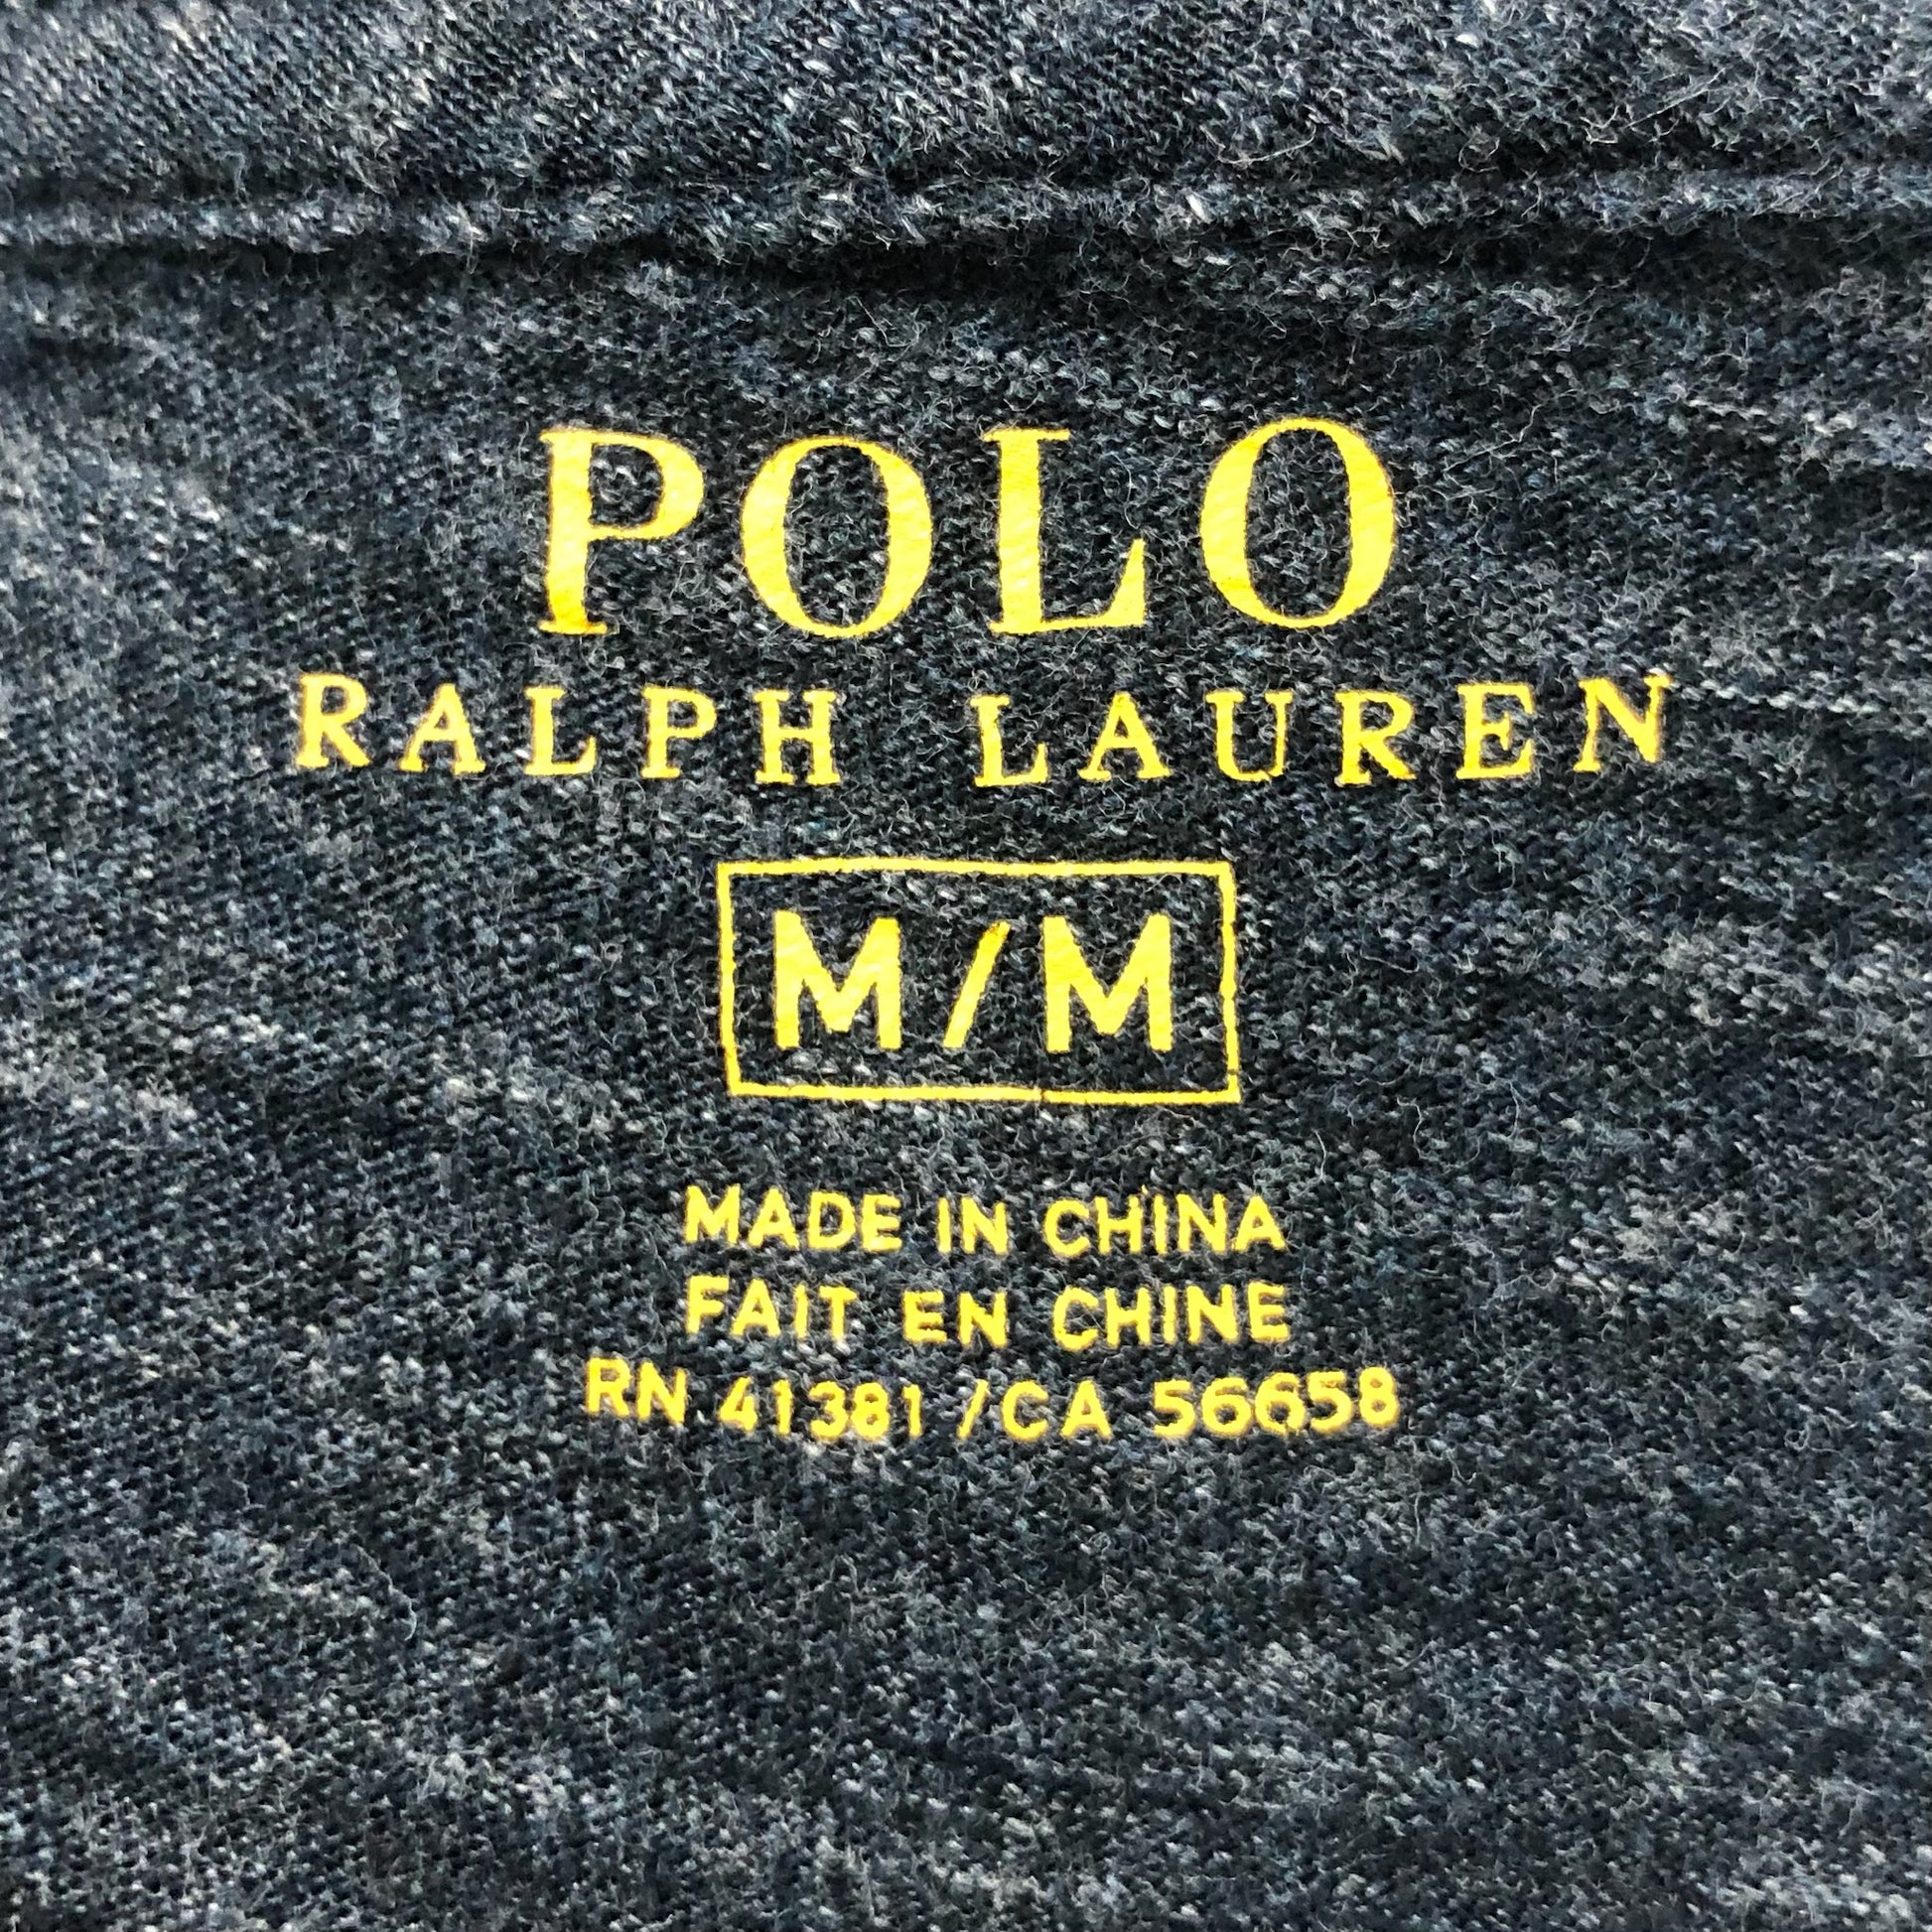 POLO
RALPH LAUREN
M/M
MADE IN CHINA
FAIT EN CHINE
RN 41381 /CA 56658